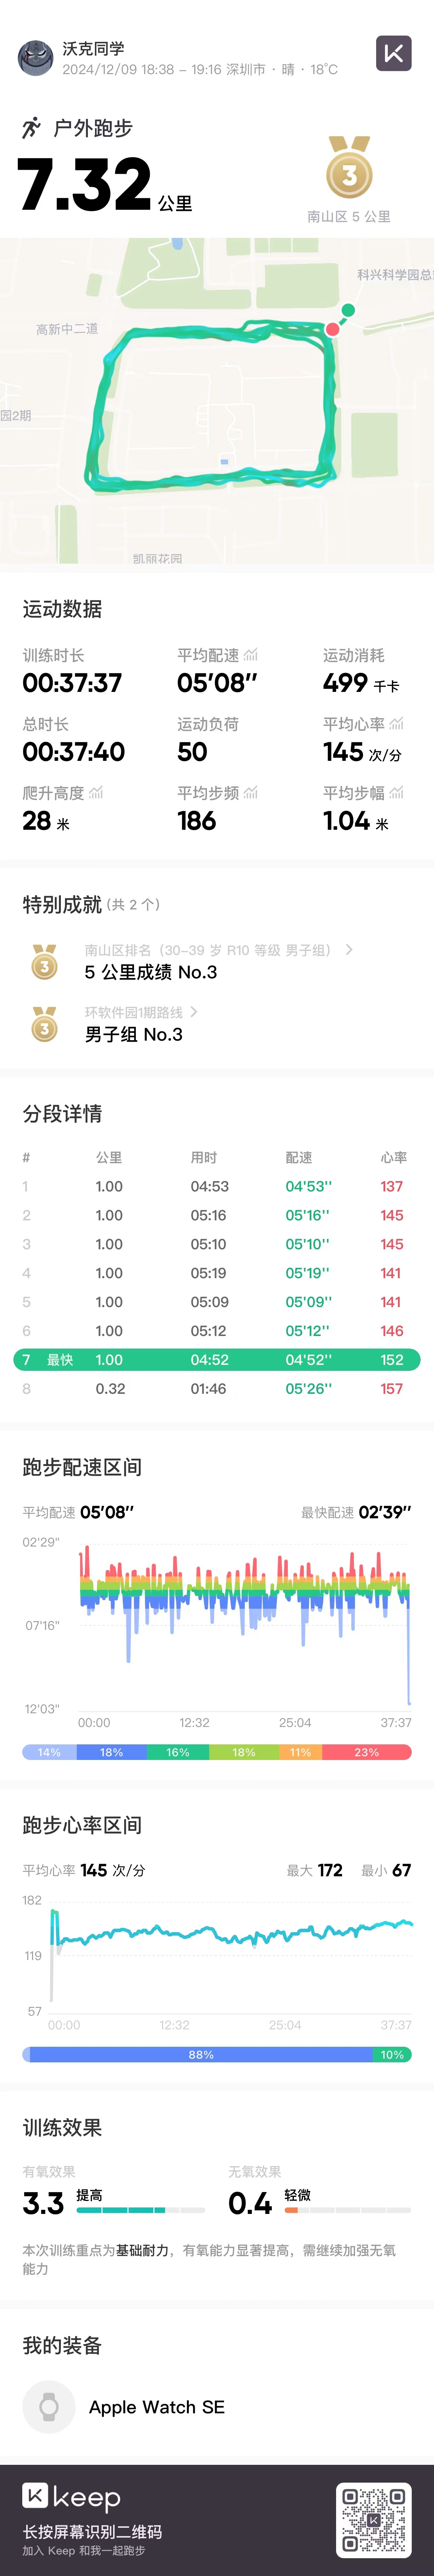 沃克同学
2024/12/09 18:38 - 19:16 深圳市 · 晴 · 18°C
户外跑步
7.32 公里
3
南山区 5 公里
科兴科学园总
高新中二道
园2期
凯丽花园
运动数据
训练时长 平均配速 运动消耗
00:37:37 05'08'' 499 千卡
总时长 运动负荷 平均心率
00:37:40 50 145 次/分
爬升高度 平均步频 平均步幅
28 米 186 1.04 米
特别成就 (共 2 个)
南山区排名（30-39 岁 R10 等级 男子组）
3 5 公里成绩 No.3
环软件园1期路线
3 男子组 No.3
分段详情
# 公里 用时 配速 心率
1 1.00 04:53 04'53'' 137
2 1.00 05:16 05'16'' 145
3 1.00 05:10 05'10'' 145
4 1.00 05:19 05'19'' 141
5 1.00 05:09 05'09'' 141
6 1.00 05:12 05'12'' 146
7 最快 1.00 04:52 04'52'' 152
8 0.32 01:46 05'26'' 157
跑步配速区间
平均配速 05'08'' 最快配速 02'39''
02'29"
07'16"
12'03"
00:00 12:32 25:04 37:37
14% 18% 16% 18% 11% 23%
跑步心率区间
平均心率 145 次/分 最大 172 最小 67
182
119
57
00:00 12:32 25:04 37:37
88% 10%
训练效果
有氧效果 无氧效果
3.3 提高 0.4 轻微
本次训练重点为基础耐力，有氧能力显著提高，需继续加强无氧
能力
我的装备
Apple Watch SE
keep
长按屏幕识别二维码
加入 Keep 和我一起跑步